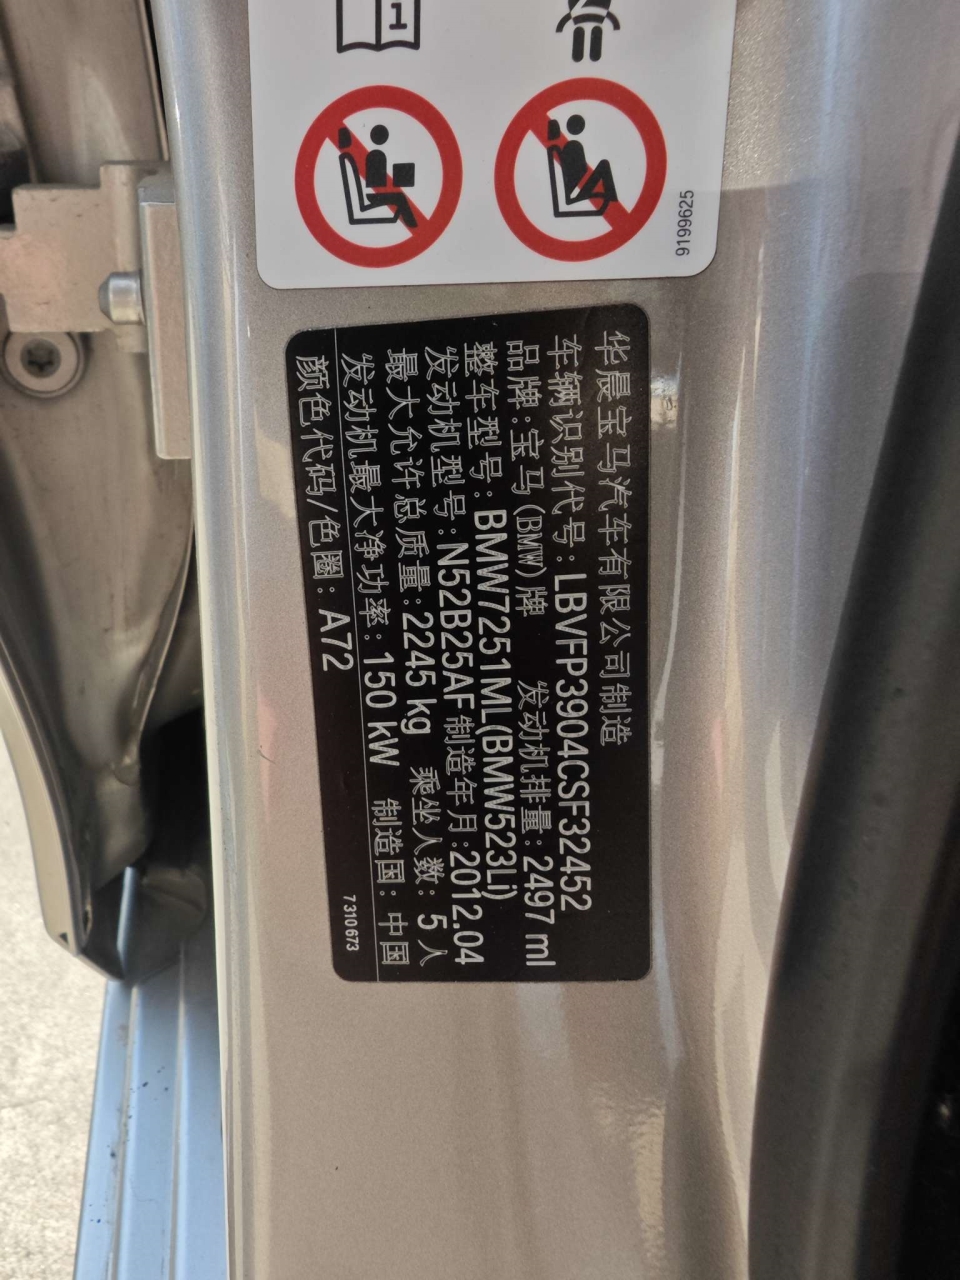 i
9199625
华晨宝马汽车有限公司制造
车辆识别代号: LBVFP3904CSF32452
品牌: 宝马(BMW)牌 发动机排量: 2497 ml
整车型号: BMW7251ML(BMW523Li)
发动机型号: N52B25AF 制造年月: 2012.04
最大允许总质量: 2245 kg 乘坐人数: 5 人
发动机最大净功率: 150 kW 制造国: 中国
颜色代码/色圈: A72
7310673